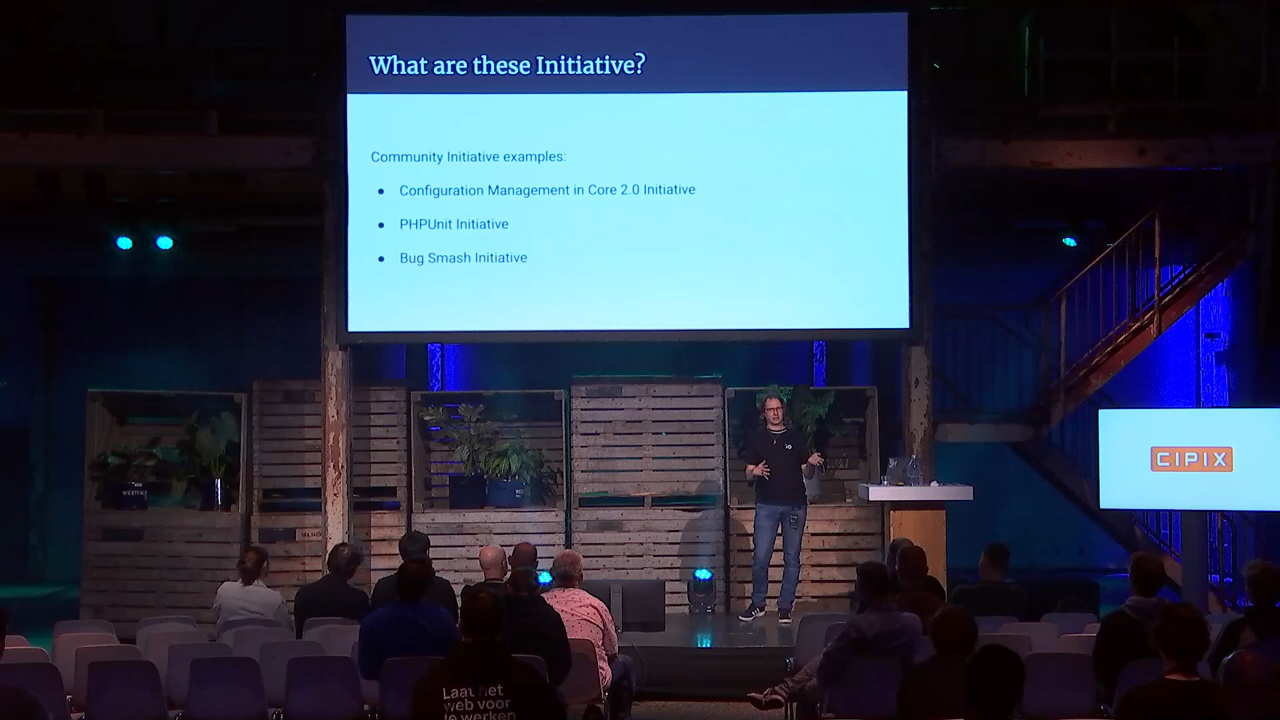 What are these Initiative?
Community Initiative examples:
Configuration Management in Core 2.0 Initiative
PHPUnit Initiative
Bug Smash Initiative
CIPIX
Laat het
web voor
je werken